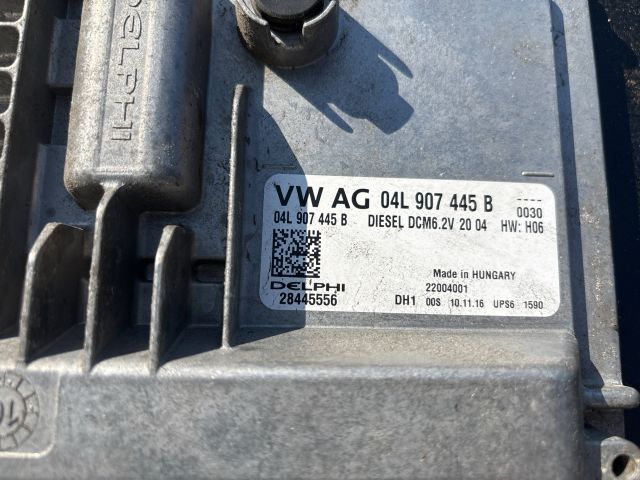 DELPHI
VW AG 04L 907 445 B ----
04L 907 445 B DIESEL DCM6.2V 20 04 HW: H06 0030
Made in HUNGARY
DELPHI 22004001
28445556 DH1 00S 10.11.16 UPS6 1590